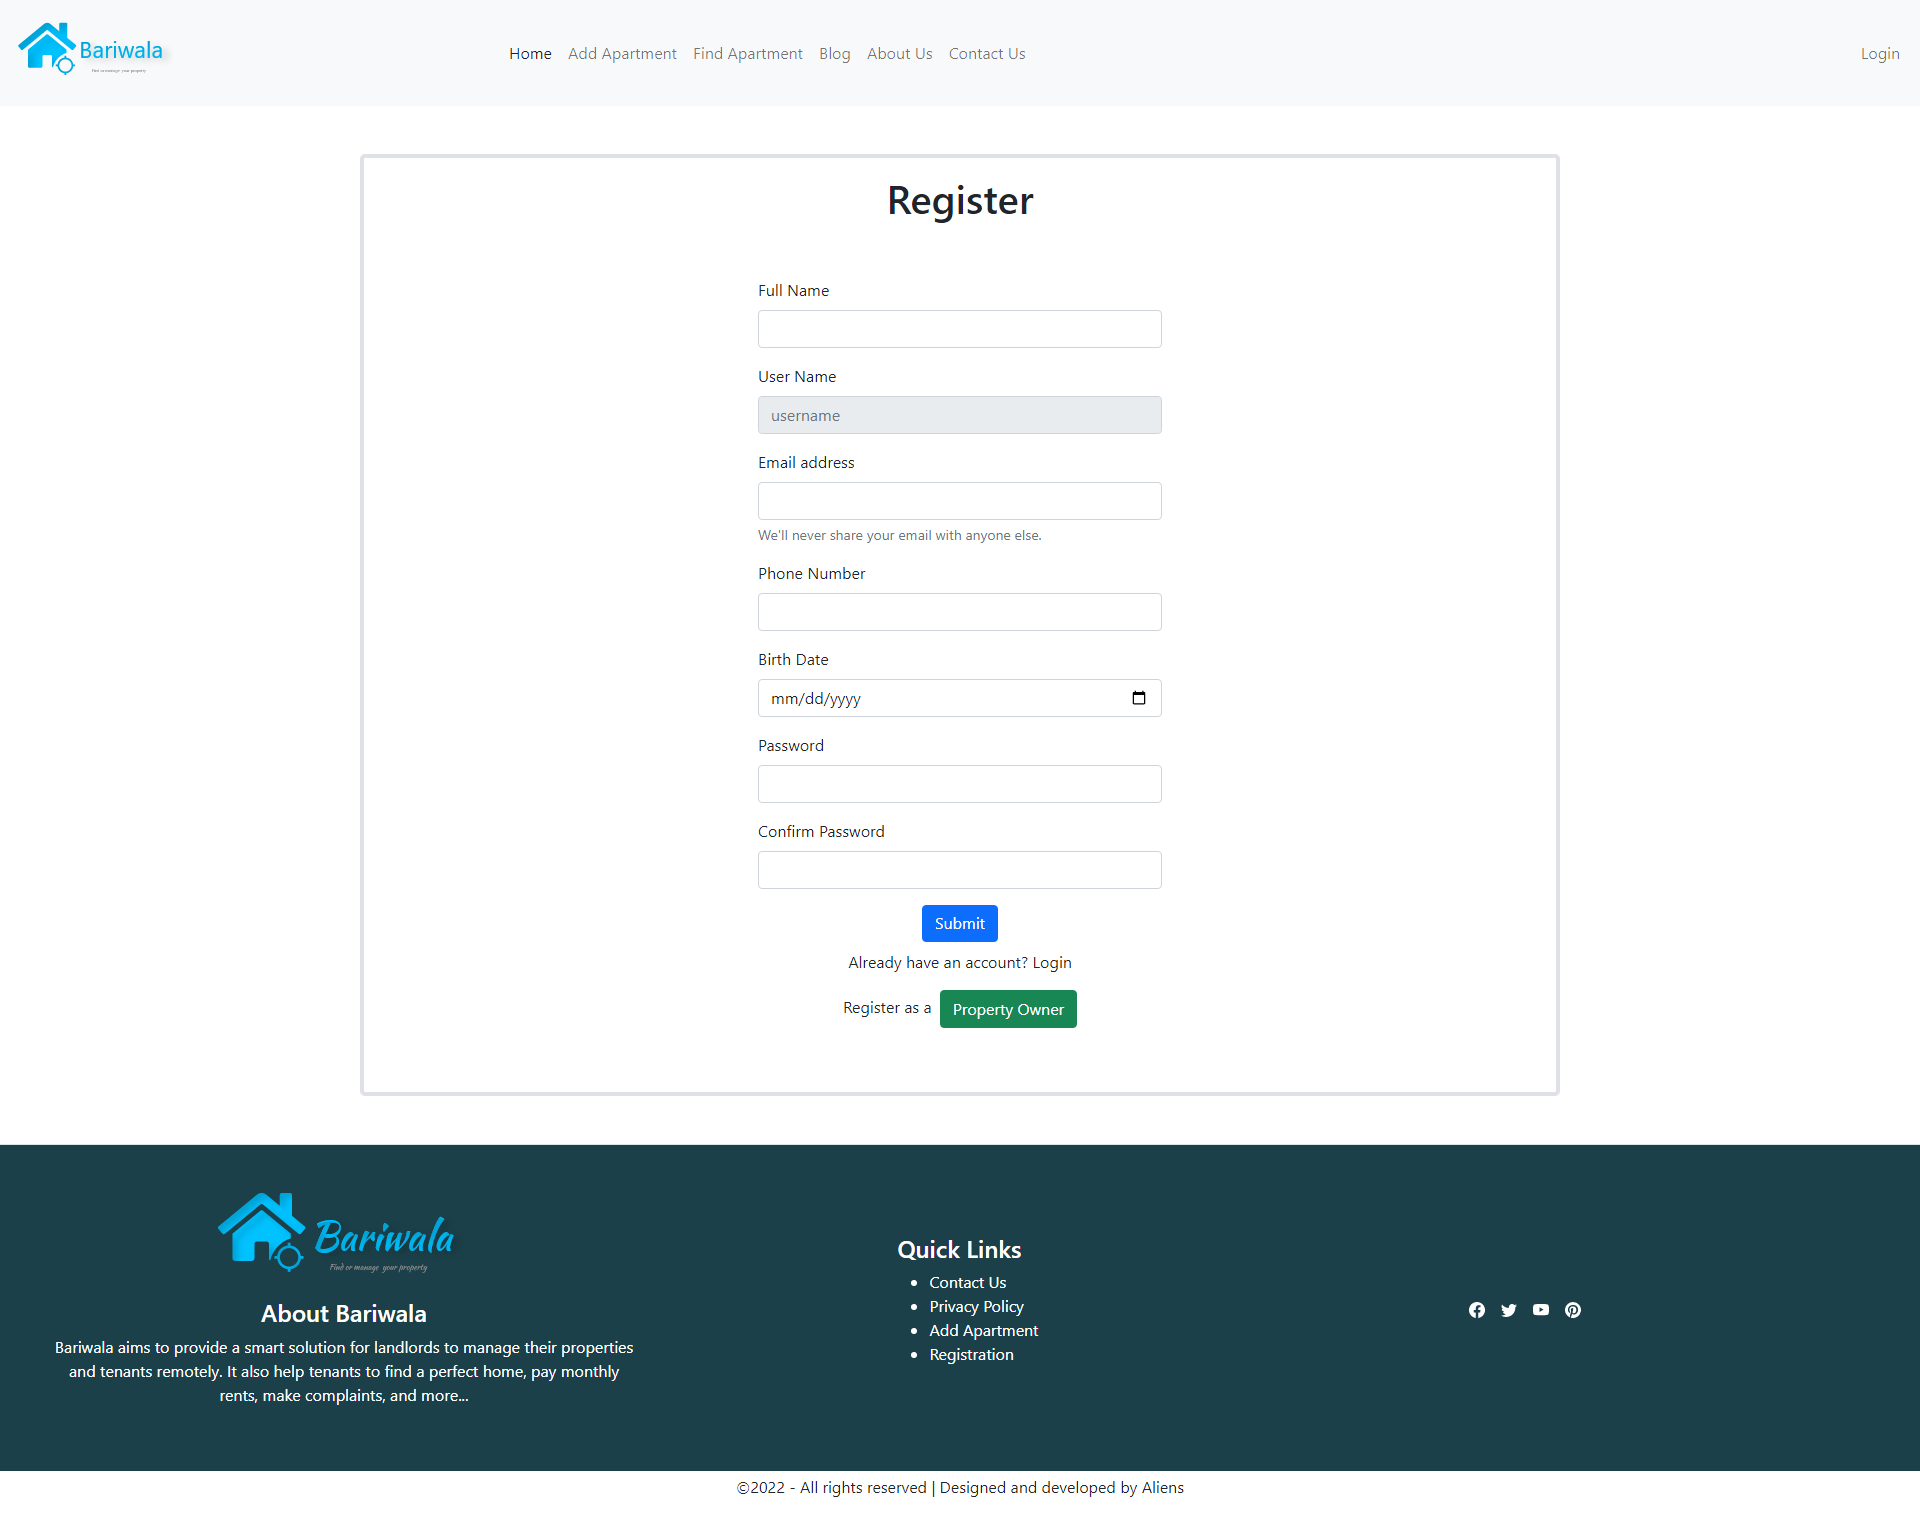 Bariwala
Find or manage your property
Home Add Apartment Find Apartment Blog About Us Contact Us
Login
Register
Full Name
User Name
username
Email address
We'll never share your email with anyone else.
Phone Number
Birth Date
mm/dd/yyyy
Password
Confirm Password
Submit
Already have an account? Login
Register as a Property Owner
Bariwala
Find or manage your property
About Bariwala
Bariwala aims to provide a smart solution for landlords to manage their properties
and tenants remotely. It also help tenants to find a perfect home, pay monthly
rents, make complaints, and more...
Quick Links
Contact Us
Privacy Policy
Add Apartment
Registration
©2022 - All rights reserved | Designed and developed by Aliens